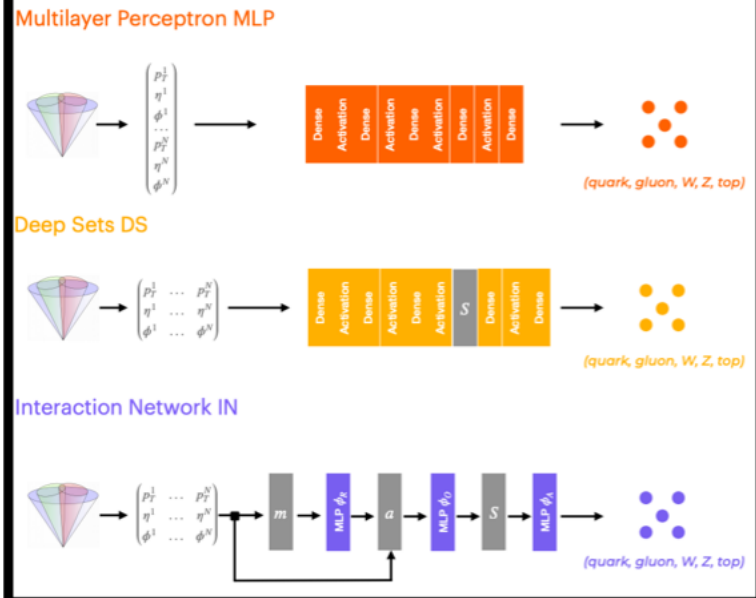 Multilayer Perceptron MLP
p_T^1
η^1
φ^1
...
p_T^N
η^N
φ^N
Dense Activation Dense Activation Dense Activation Dense Activation Dense
(quark, gluon, W, Z, top)
Deep Sets DS
p_T^1 ... p_T^N
η^1 ... η^N
φ^1 ... φ^N
Dense Activation Dense Activation Dense Activation S Dense Activation Dense
(quark, gluon, W, Z, top)
Interaction Network IN
p_T^1 ... p_T^N
η^1 ... η^N
φ^1 ... φ^N
m MLP ϕ_R a MLP ϕ_O S MLP ϕ_A
(quark, gluon, W, Z, top)